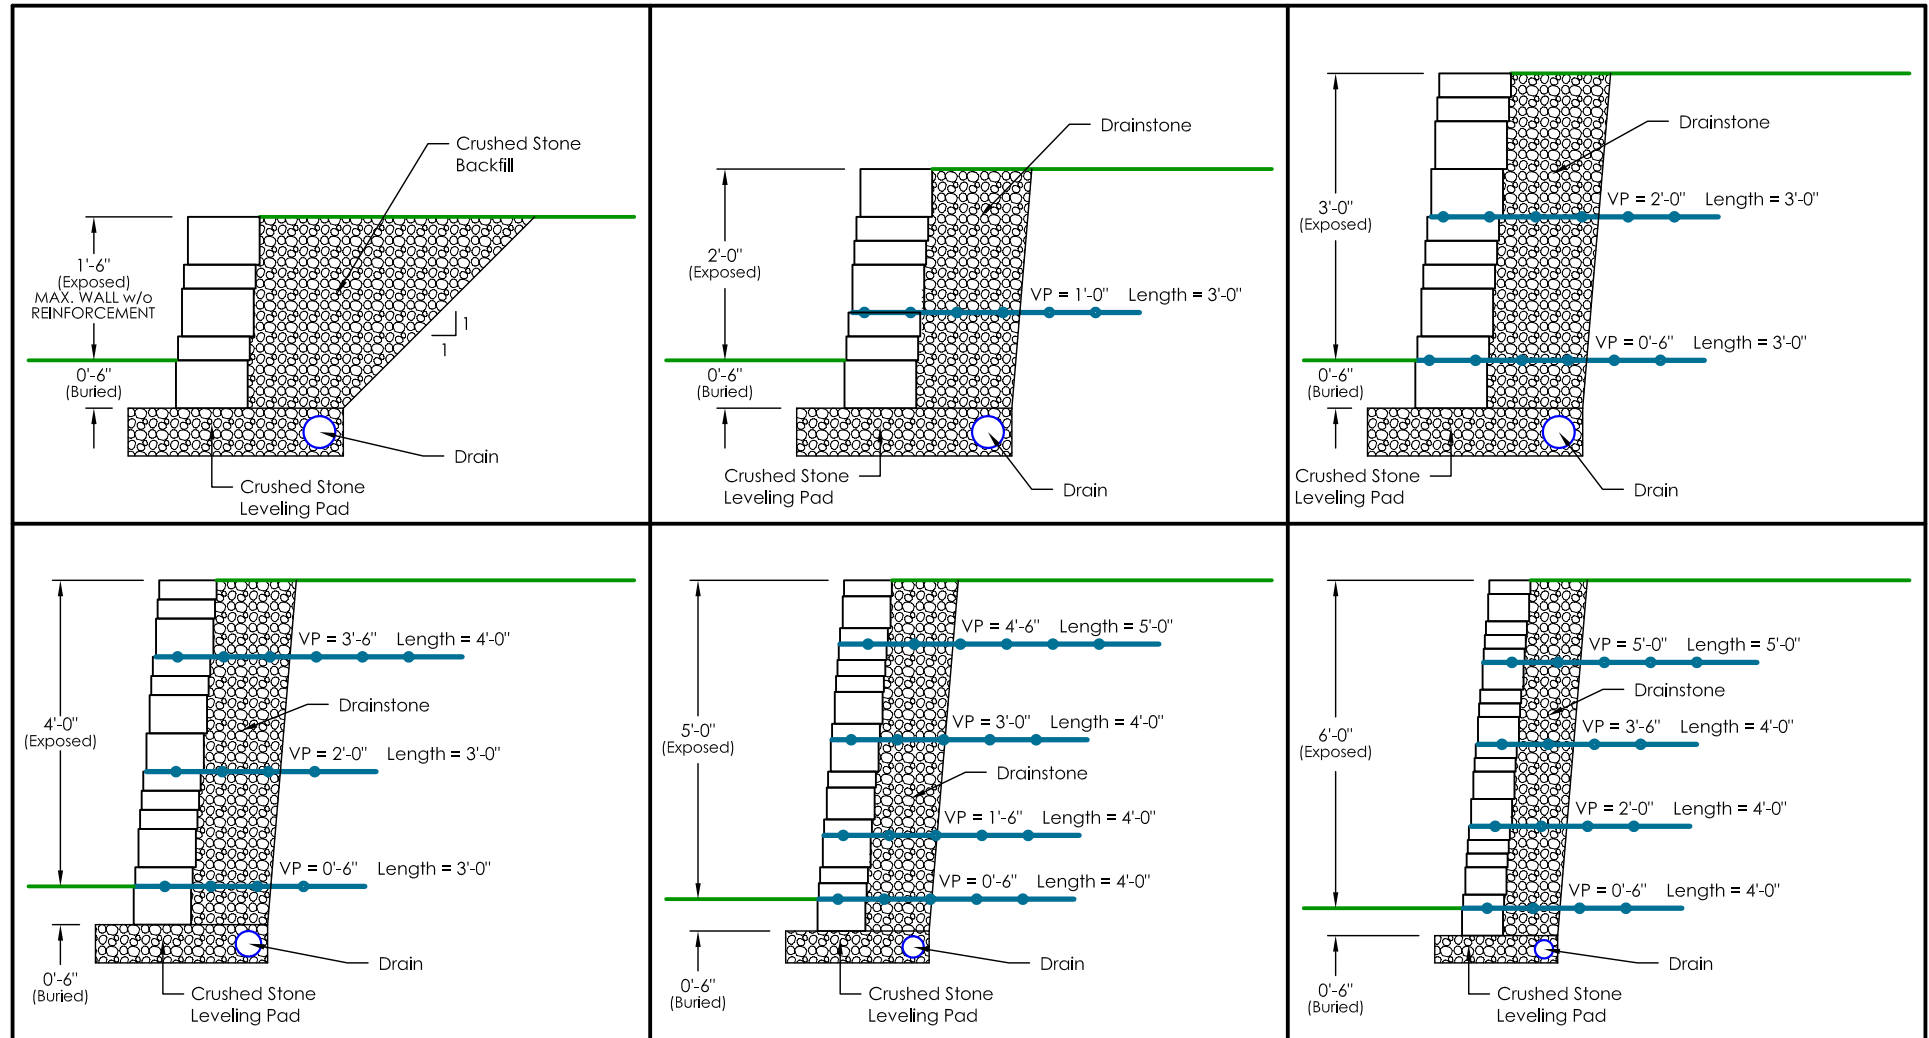 Crushed Stone
Backfill
1'-6"
(Exposed)
MAX. WALL w/o
REINFORCEMENT
1
1
0'-6"
(Buried)
Drain
Crushed Stone
Leveling Pad
Drainstone
2'-0"
(Exposed)
VP = 1'-0" Length = 3'-0"
0'-6"
(Buried)
Crushed Stone
Leveling Pad
Drain
Drainstone
3'-0"
(Exposed)
VP = 2'-0" Length = 3'-0"
VP = 0'-6" Length = 3'-0"
0'-6"
(Buried)
Crushed Stone
Leveling Pad
Drain
VP = 3'-6" Length = 4'-0"
Drainstone
4'-0"
(Exposed)
VP = 2'-0" Length = 3'-0"
VP = 0'-6" Length = 3'-0"
Drain
0'-6"
(Buried)
Crushed Stone
Leveling Pad
VP = 4'-6" Length = 5'-0"
5'-0"
(Exposed)
VP = 3'-0" Length = 4'-0"
Drainstone
VP = 1'-6" Length = 4'-0"
VP = 0'-6" Length = 4'-0"
Drain
0'-6"
(Buried)
Crushed Stone
Leveling Pad
VP = 5'-0" Length = 5'-0"
Drainstone
6'-0"
(Exposed)
VP = 3'-6" Length = 4'-0"
VP = 2'-0" Length = 4'-0"
VP = 0'-6" Length = 4'-0"
Drain
0'-6"
(Buried)
Crushed Stone
Leveling Pad